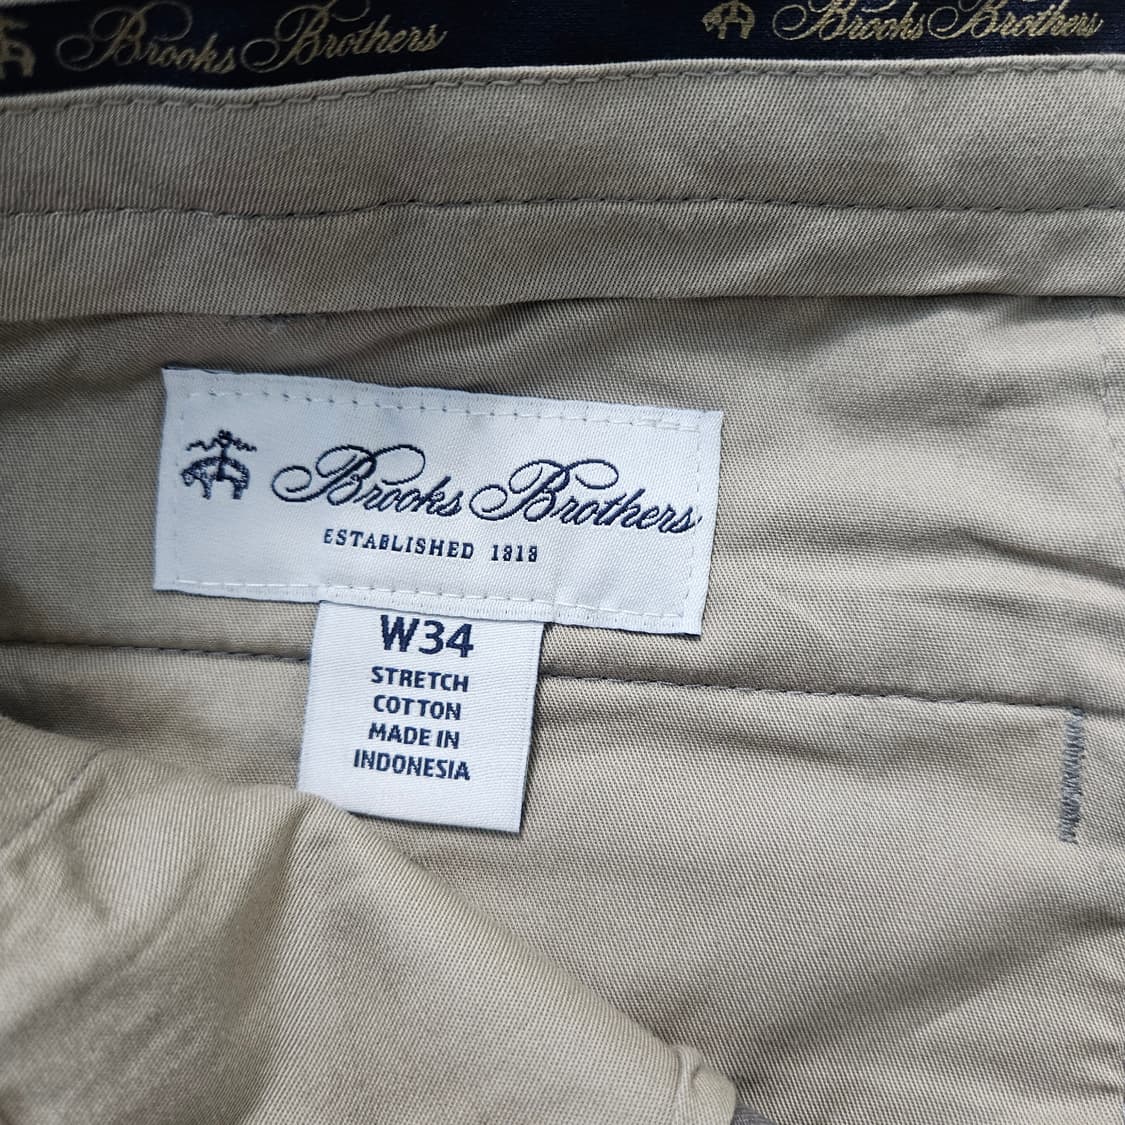 Brooks Brothers Brooks Brothers
Brooks Brothers
ESTABLISHED 1818
W34
STRETCH
COTTON
MADE IN
INDONESIA